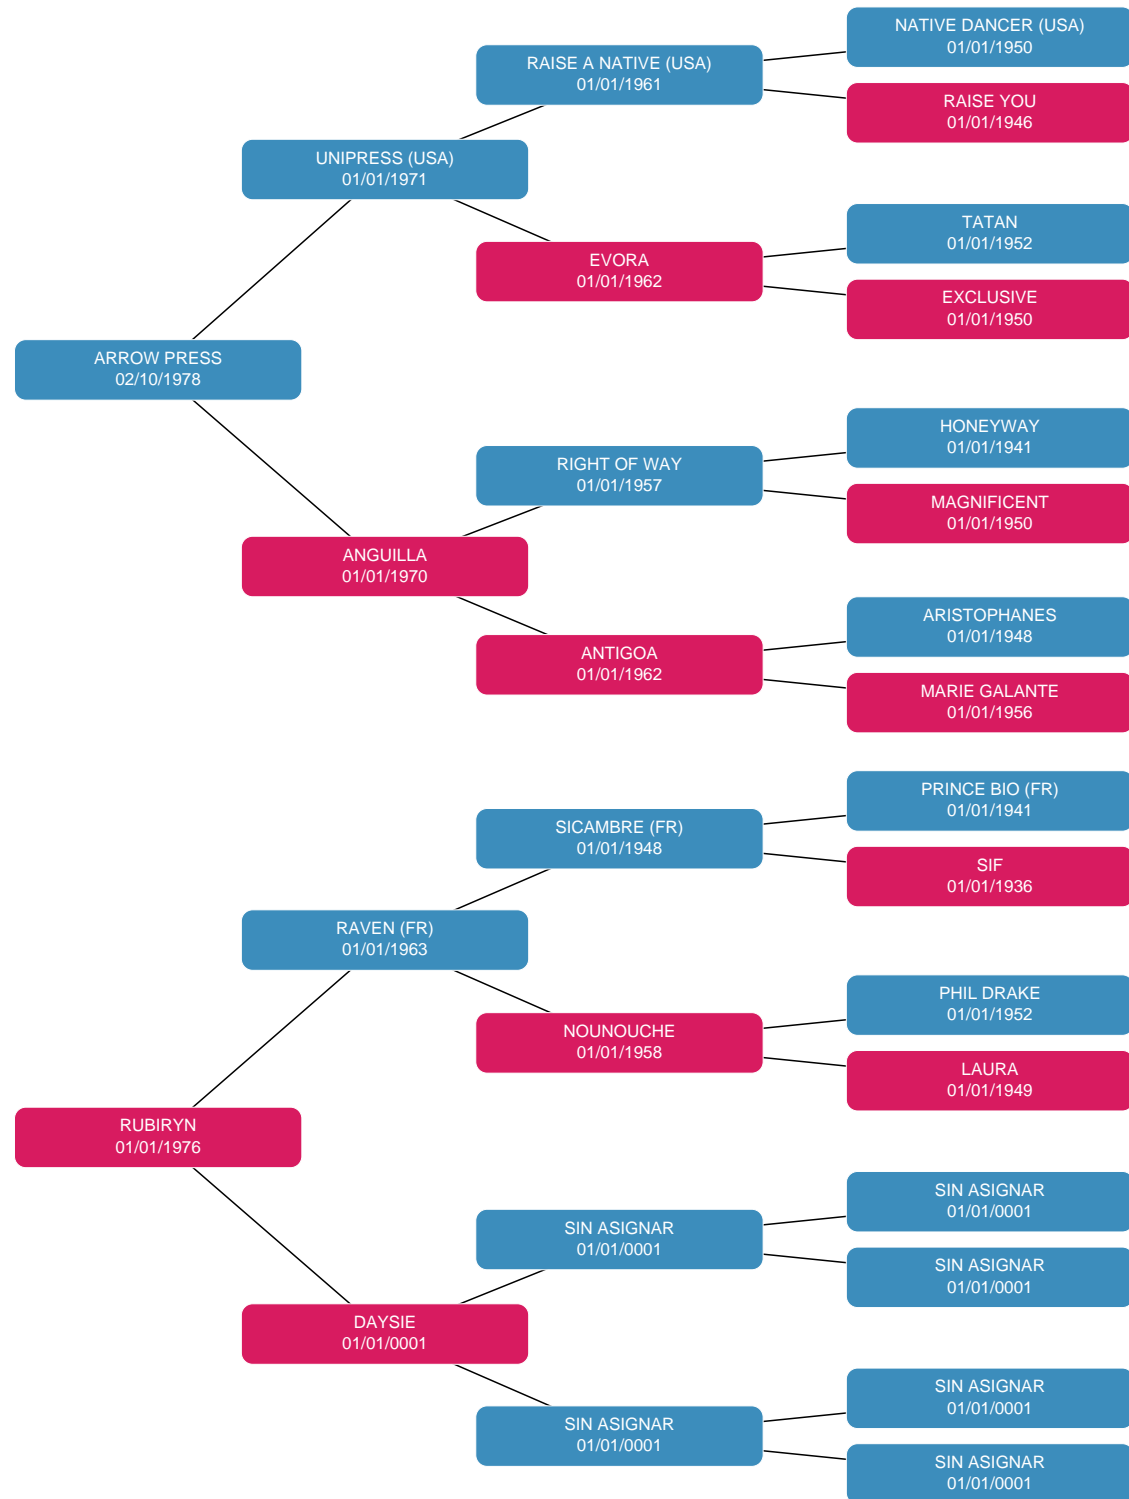 NATIVE DANCER (USA)
01/01/1950
RAISE A NATIVE (USA)
01/01/1961
RAISE YOU
01/01/1946
UNIPRESS (USA)
01/01/1971
TATAN
01/01/1952
EVORA
01/01/1962
EXCLUSIVE
01/01/1950
ARROW PRESS
02/10/1978
HONEYWAY
01/01/1941
RIGHT OF WAY
01/01/1957
MAGNIFICENT
01/01/1950
ANGUILLA
01/01/1970
ARISTOPHANES
01/01/1948
ANTIGOA
01/01/1962
MARIE GALANTE
01/01/1956
PRINCE BIO (FR)
01/01/1941
SICAMBRE (FR)
01/01/1948
SIF
01/01/1936
RAVEN (FR)
01/01/1963
PHIL DRAKE
01/01/1952
NOUNOUCHE
01/01/1958
LAURA
01/01/1949
RUBIRYN
01/01/1976
SIN ASIGNAR
01/01/0001
SIN ASIGNAR
01/01/0001
SIN ASIGNAR
01/01/0001
DAYSIE
01/01/0001
SIN ASIGNAR
01/01/0001
SIN ASIGNAR
01/01/0001
SIN ASIGNAR
01/01/0001